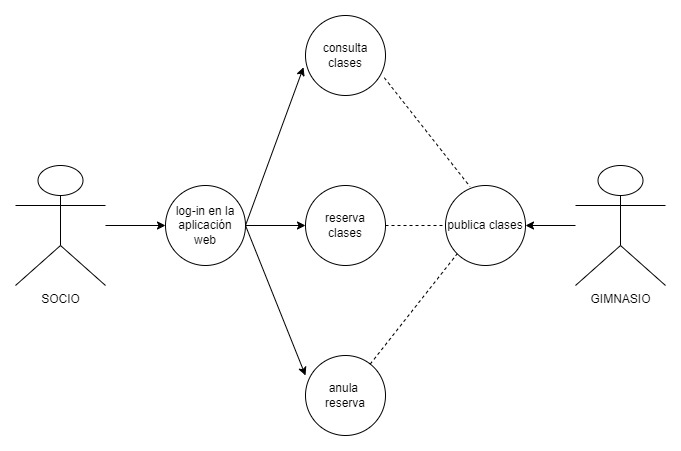 consulta
clases
log-in en la
aplicación
web
reserva
clases
publica clases
SOCIO
GIMNASIO
anula
reserva